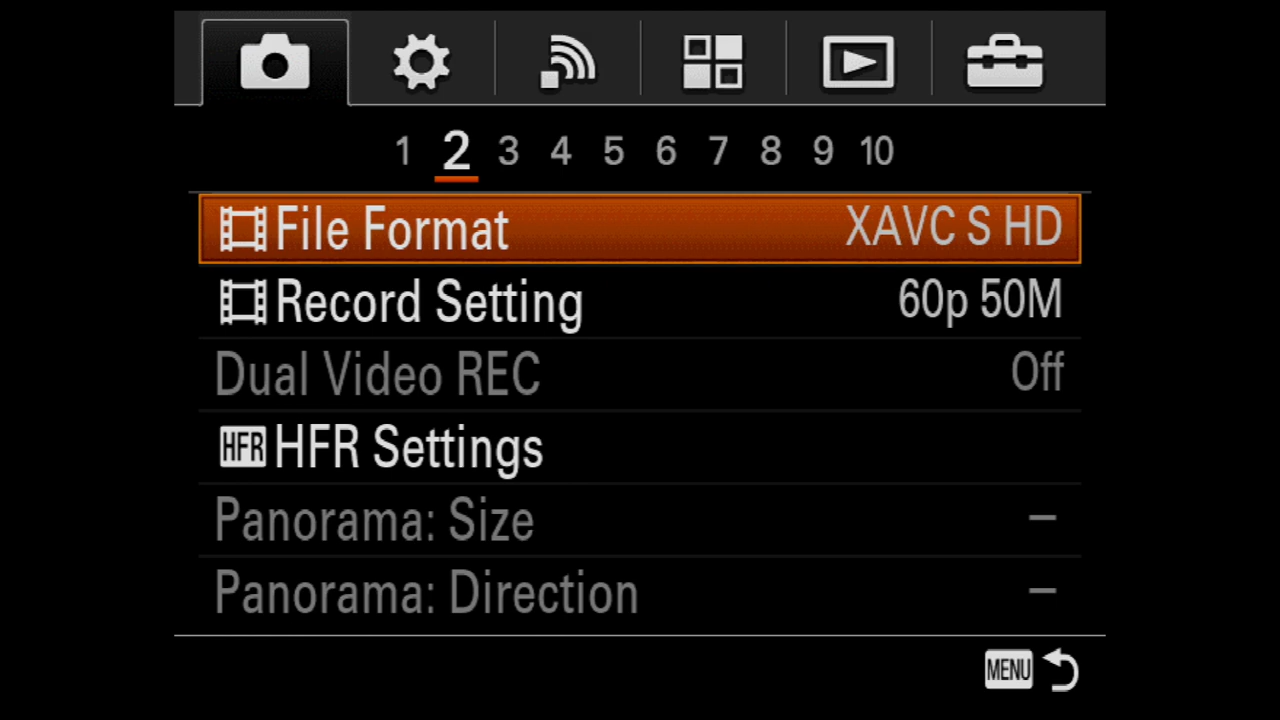 1 2 3 4 5 6 7 8 9 10
File Format XAVC S HD
Record Setting 60p 50M
Dual Video REC Off
HFR HFR Settings
Panorama: Size –
Panorama: Direction –
MENU